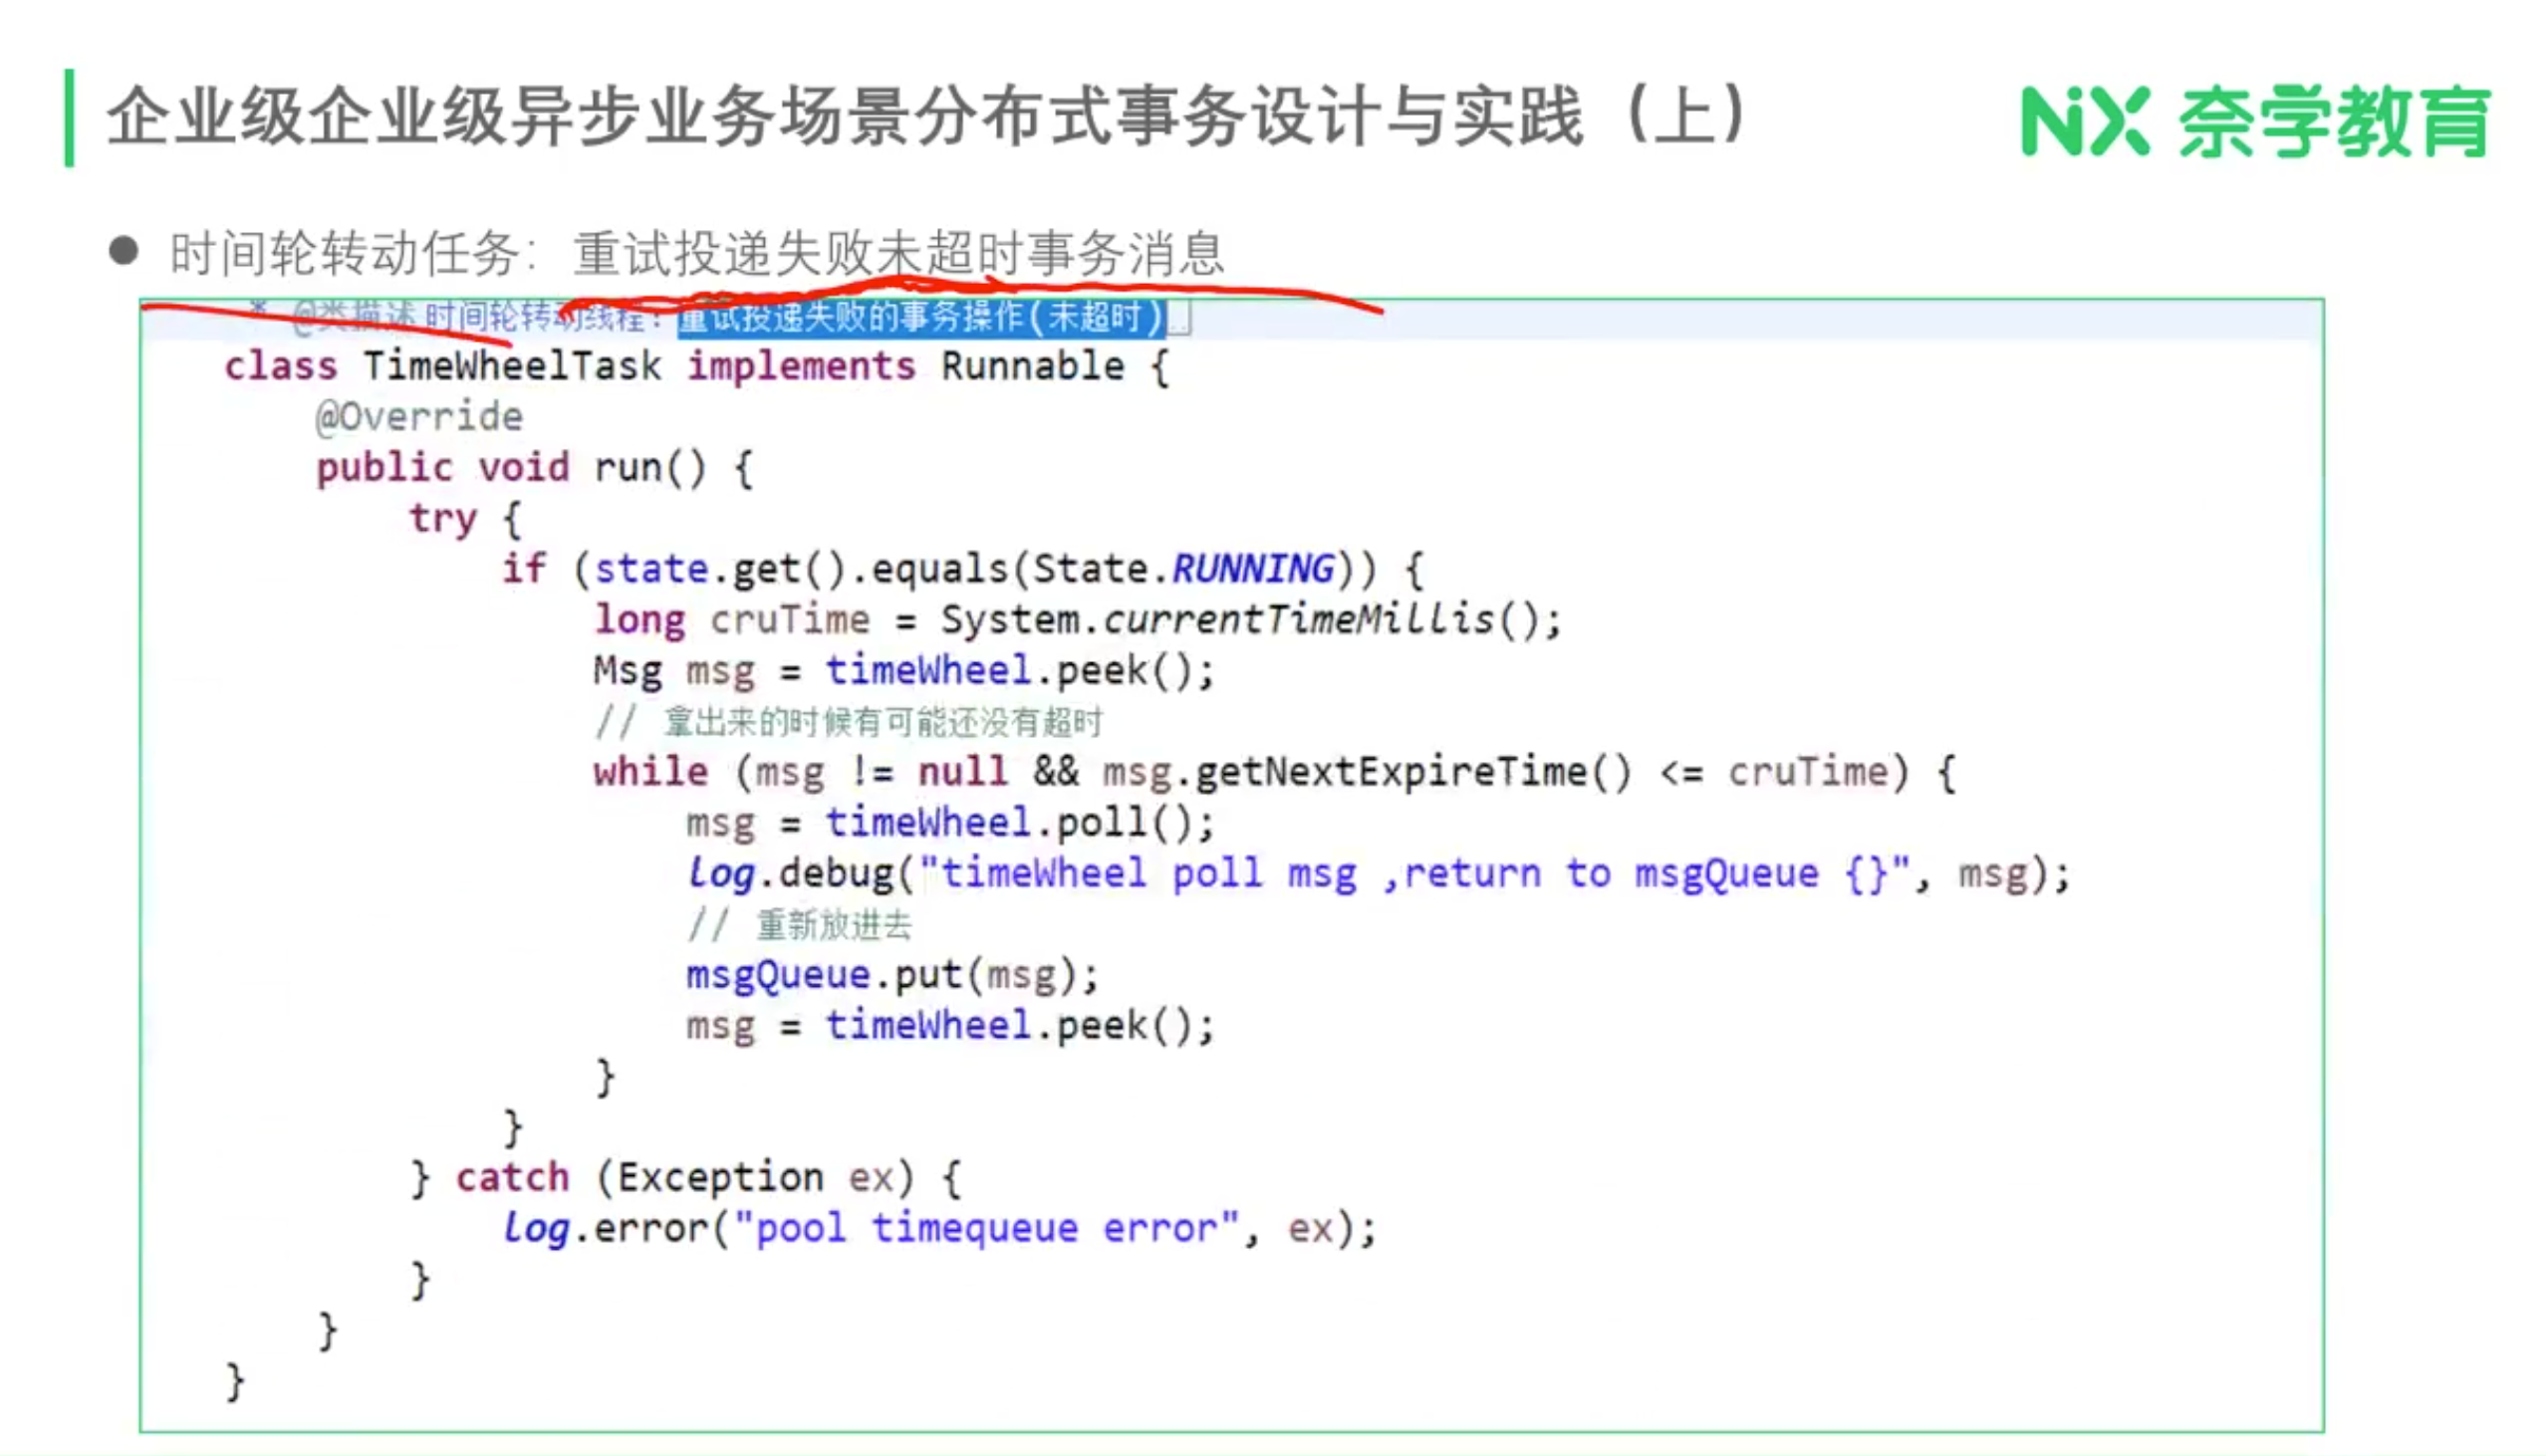 企业级企业级异步业务场景分布式事务设计与实践（上）
NX 奈学教育
● 时间轮转动任务：重试投递失败未超时事务消息
* @类描述 时间轮转动线程：重试投递失败的事务操作(未超时)..
class TimeWheelTask implements Runnable {
@Override
public void run() {
try {
if (state.get().equals(State.RUNNING)) {
long cruTime = System.currentTimeMillis();
Msg msg = timeWheel.peek();
// 拿出来的时候有可能还没有超时
while (msg != null && msg.getNextExpireTime() <= cruTime) {
msg = timeWheel.poll();
log.debug("timeWheel poll msg ,return to msgQueue {}", msg);
// 重新放进去
msgQueue.put(msg);
msg = timeWheel.peek();
}
}
} catch (Exception ex) {
log.error("pool timequeue error", ex);
}
}
}